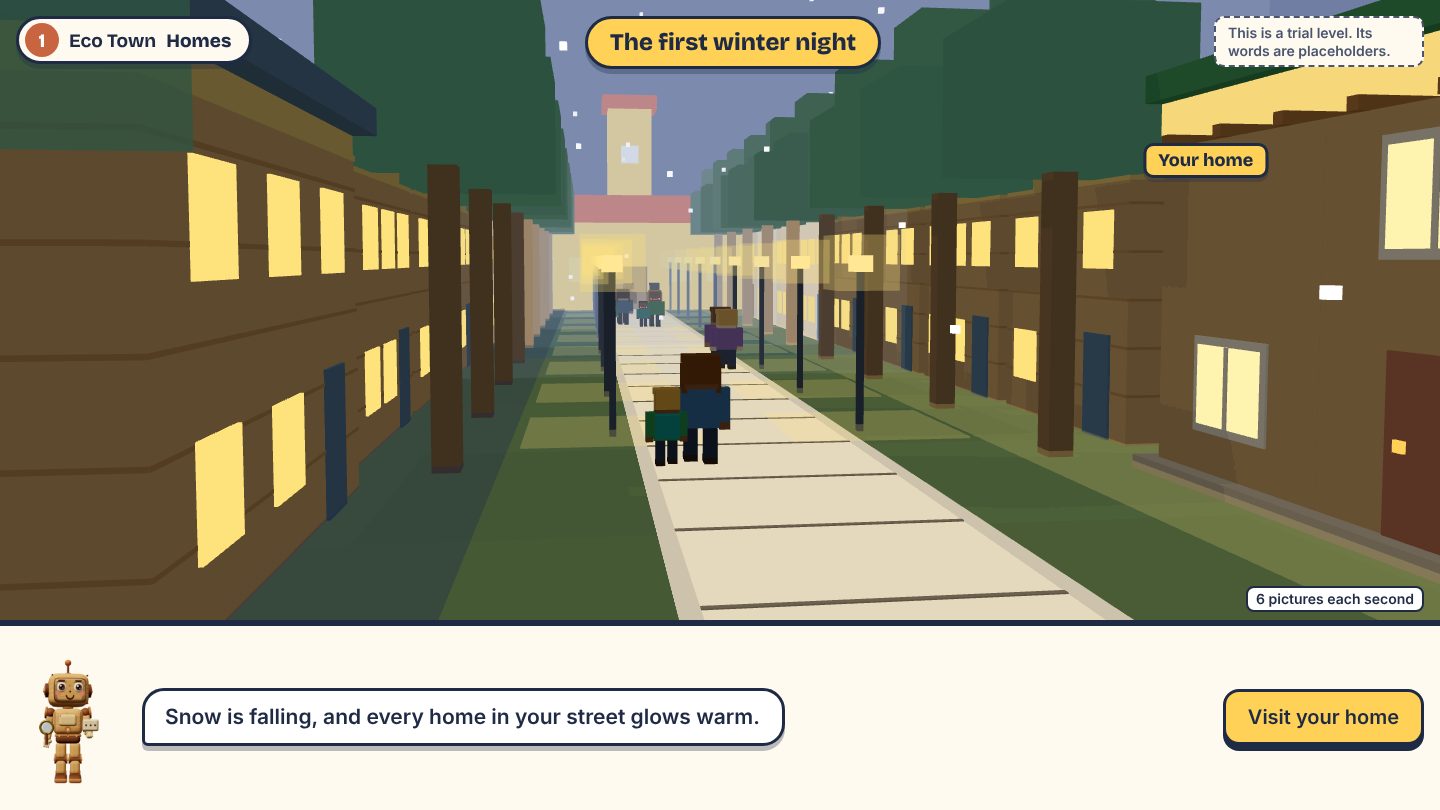 1 Eco Town Homes
The first winter night
This is a trial level. Its
words are placeholders.
Your home
6 pictures each second
Snow is falling, and every home in your street glows warm.
Visit your home